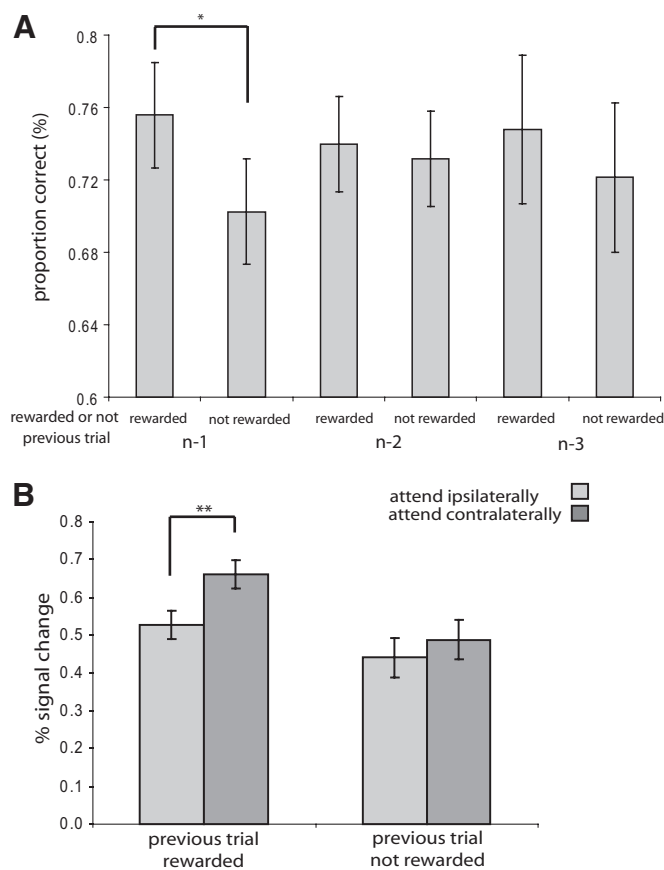 A
*
0.8
0.76
0.72
0.68
0.64
0.6
proportion correct (%)
rewarded or not rewarded not rewarded rewarded not rewarded rewarded not rewarded
previous trial
n-1 n-2 n-3
B
attend ipsilaterally
attend contralaterally
**
0.8
0.7
0.6
0.5
0.4
0.3
0.2
0.1
0.0
% signal change
previous trial previous trial
rewarded not rewarded